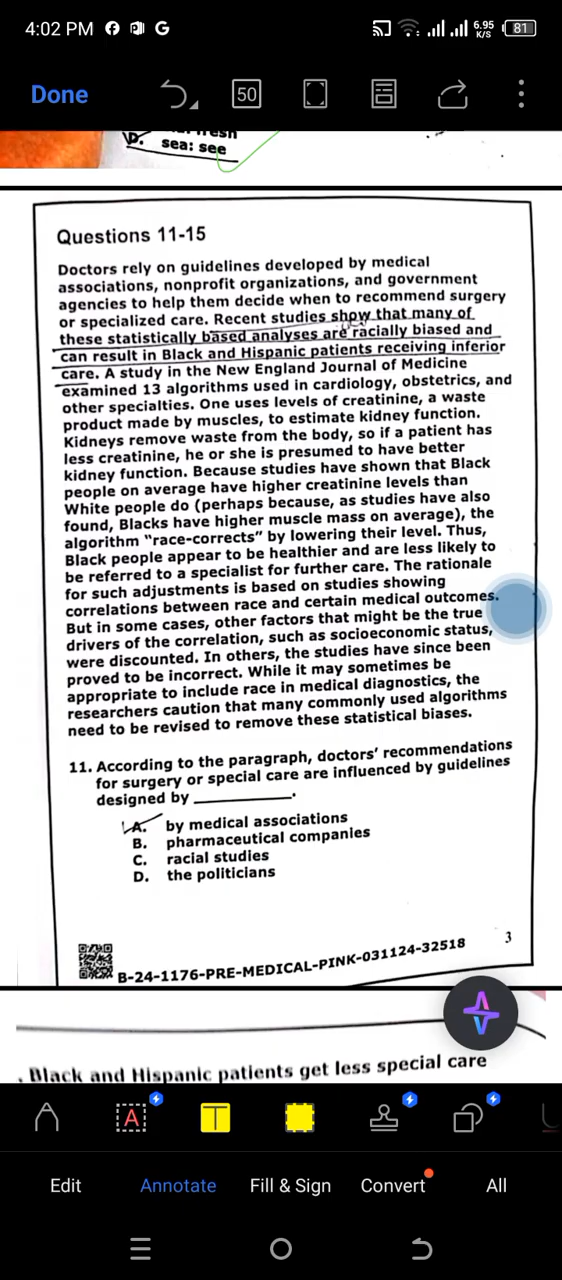 4:02 PM
6.95
K/S
81
Done
50
D.
sea: see
Questions 11-15
Doctors rely on guidelines developed by medical
associations, nonprofit organizations, and government
agencies to help them decide when to recommend surgery
or specialized care. Recent studies show that many of
these statistically based analyses are racially biased and
can result in Black and Hispanic patients receiving inferior
care. A study in the New England Journal of Medicine
examined 13 algorithms used in cardiology, obstetrics, and
other specialties. One uses levels of creatinine, a waste
product made by muscles, to estimate kidney function.
Kidneys remove waste from the body, so if a patient has
less creatinine, he or she is presumed to have better
kidney function. Because studies have shown that Black
people on average have higher creatinine levels than
White people do (perhaps because, as studies have also
found, Blacks have higher muscle mass on average), the
algorithm “race-corrects” by lowering their level. Thus,
Black people appear to be healthier and are less likely to
be referred to a specialist for further care. The rationale
for such adjustments is based on studies showing
correlations between race and certain medical outcomes.
But in some cases, other factors that might be the true
drivers of the correlation, such as socioeconomic status,
were discounted. In others, the studies have since been
proved to be incorrect. While it may sometimes be
appropriate to include race in medical diagnostics, the
researchers caution that many commonly used algorithms
need to be revised to remove these statistical biases.
11. According to the paragraph, doctors’ recommendations
for surgery or special care are influenced by guidelines
designed by ____________.
A. by medical associations
B. pharmaceutical companies
C. racial studies
D. the politicians
3
B-24-1176-PRE-MEDICAL-PINK-031124-32518
Black and Hispanic patients get less special care
A
T
Edit
Annotate
Fill & Sign
Convert
All